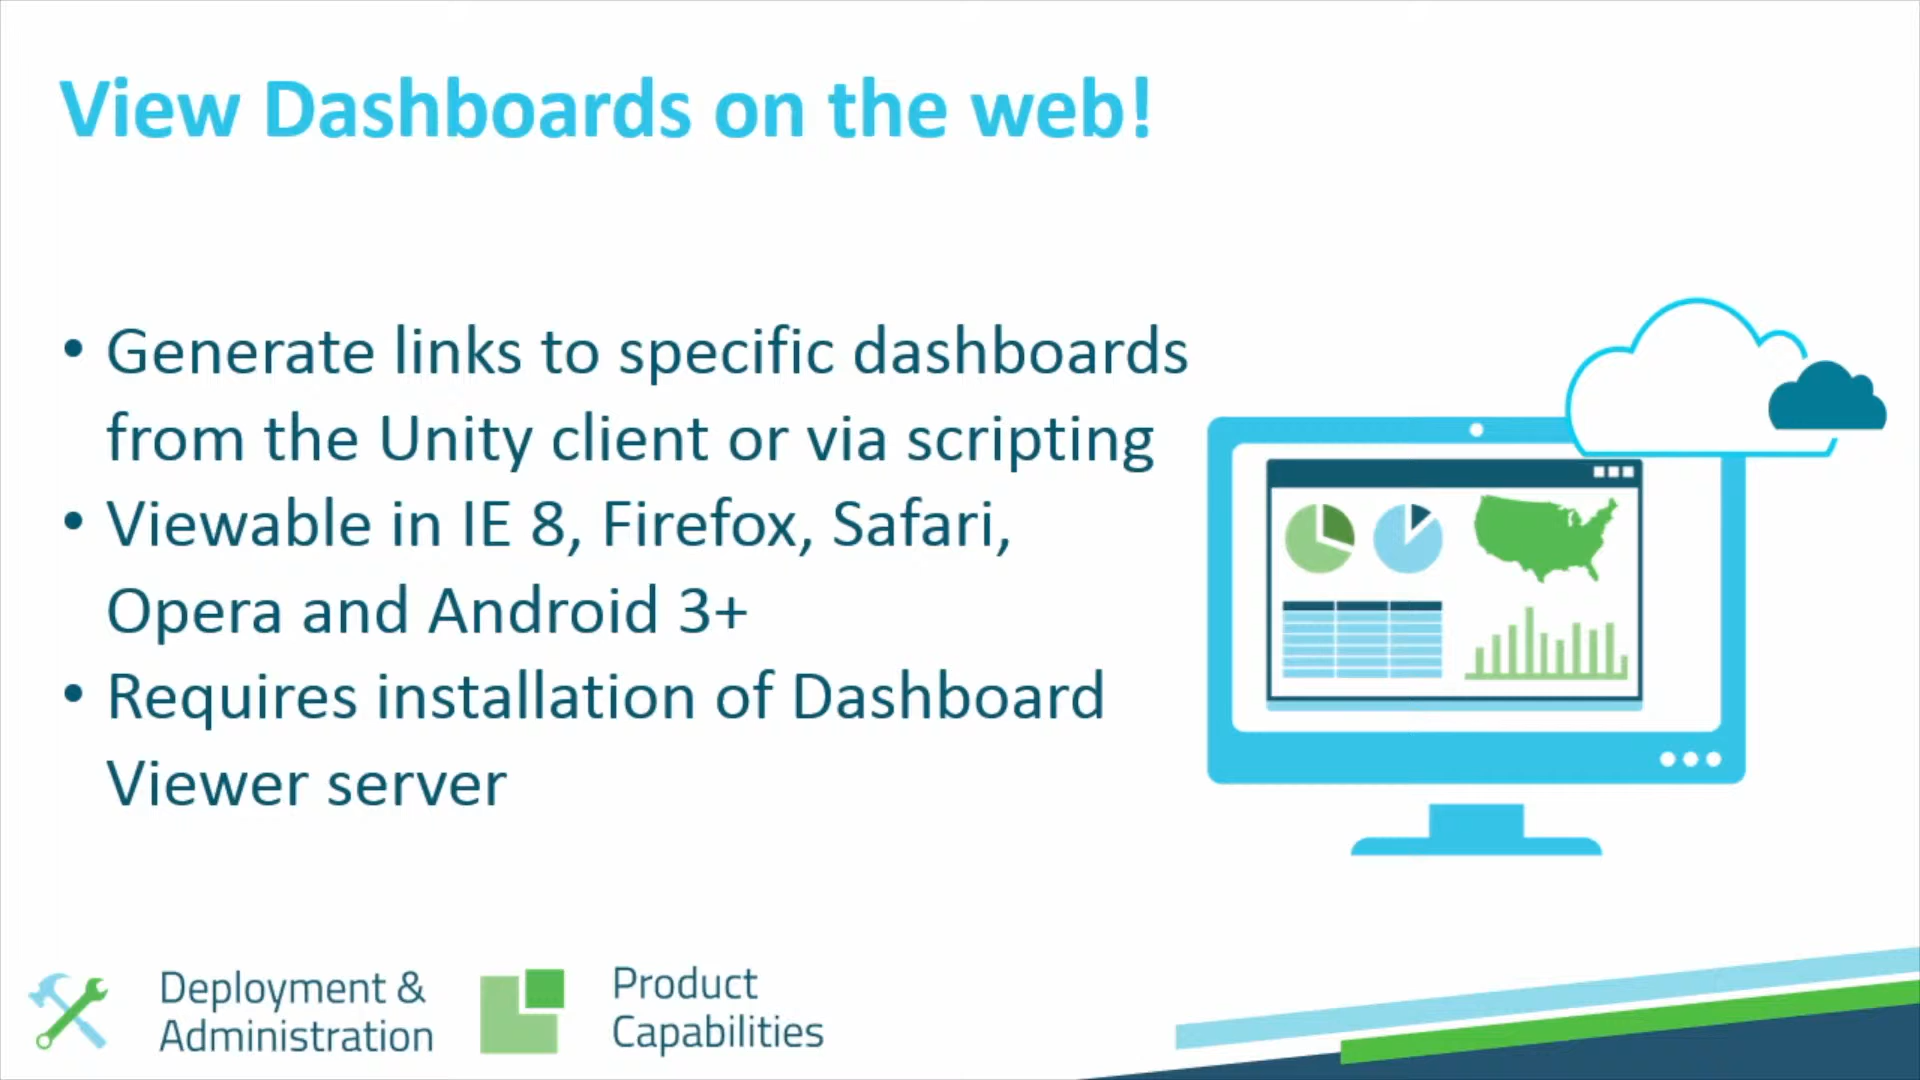 View Dashboards on the web!
• Generate links to specific dashboards
from the Unity client or via scripting
• Viewable in IE 8, Firefox, Safari,
Opera and Android 3+
• Requires installation of Dashboard
Viewer server
Deployment &
Administration
Product
Capabilities